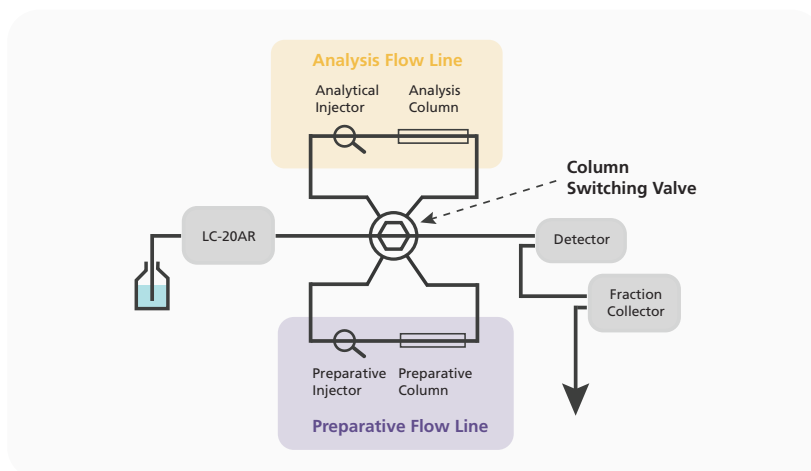 Analysis Flow Line
Analytical
Injector
Analysis
Column
Column
Switching Valve
LC-20AR
Detector
Fraction
Collector
Preparative
Injector
Preparative
Column
Preparative Flow Line